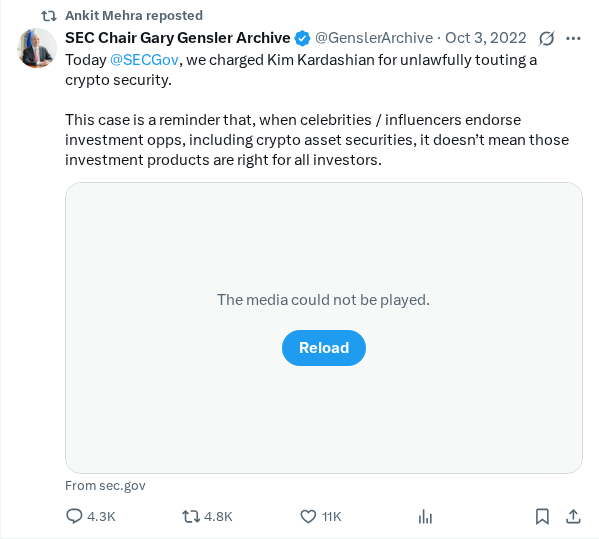 Ankit Mehra reposted
SEC Chair Gary Gensler Archive @GenslerArchive · Oct 3, 2022
Today @SECGov, we charged Kim Kardashian for unlawfully touting a
crypto security.
This case is a reminder that, when celebrities / influencers endorse
investment opps, including crypto asset securities, it doesn’t mean those
investment products are right for all investors.
The media could not be played.
Reload
From sec.gov
4.3K 4.8K 11K